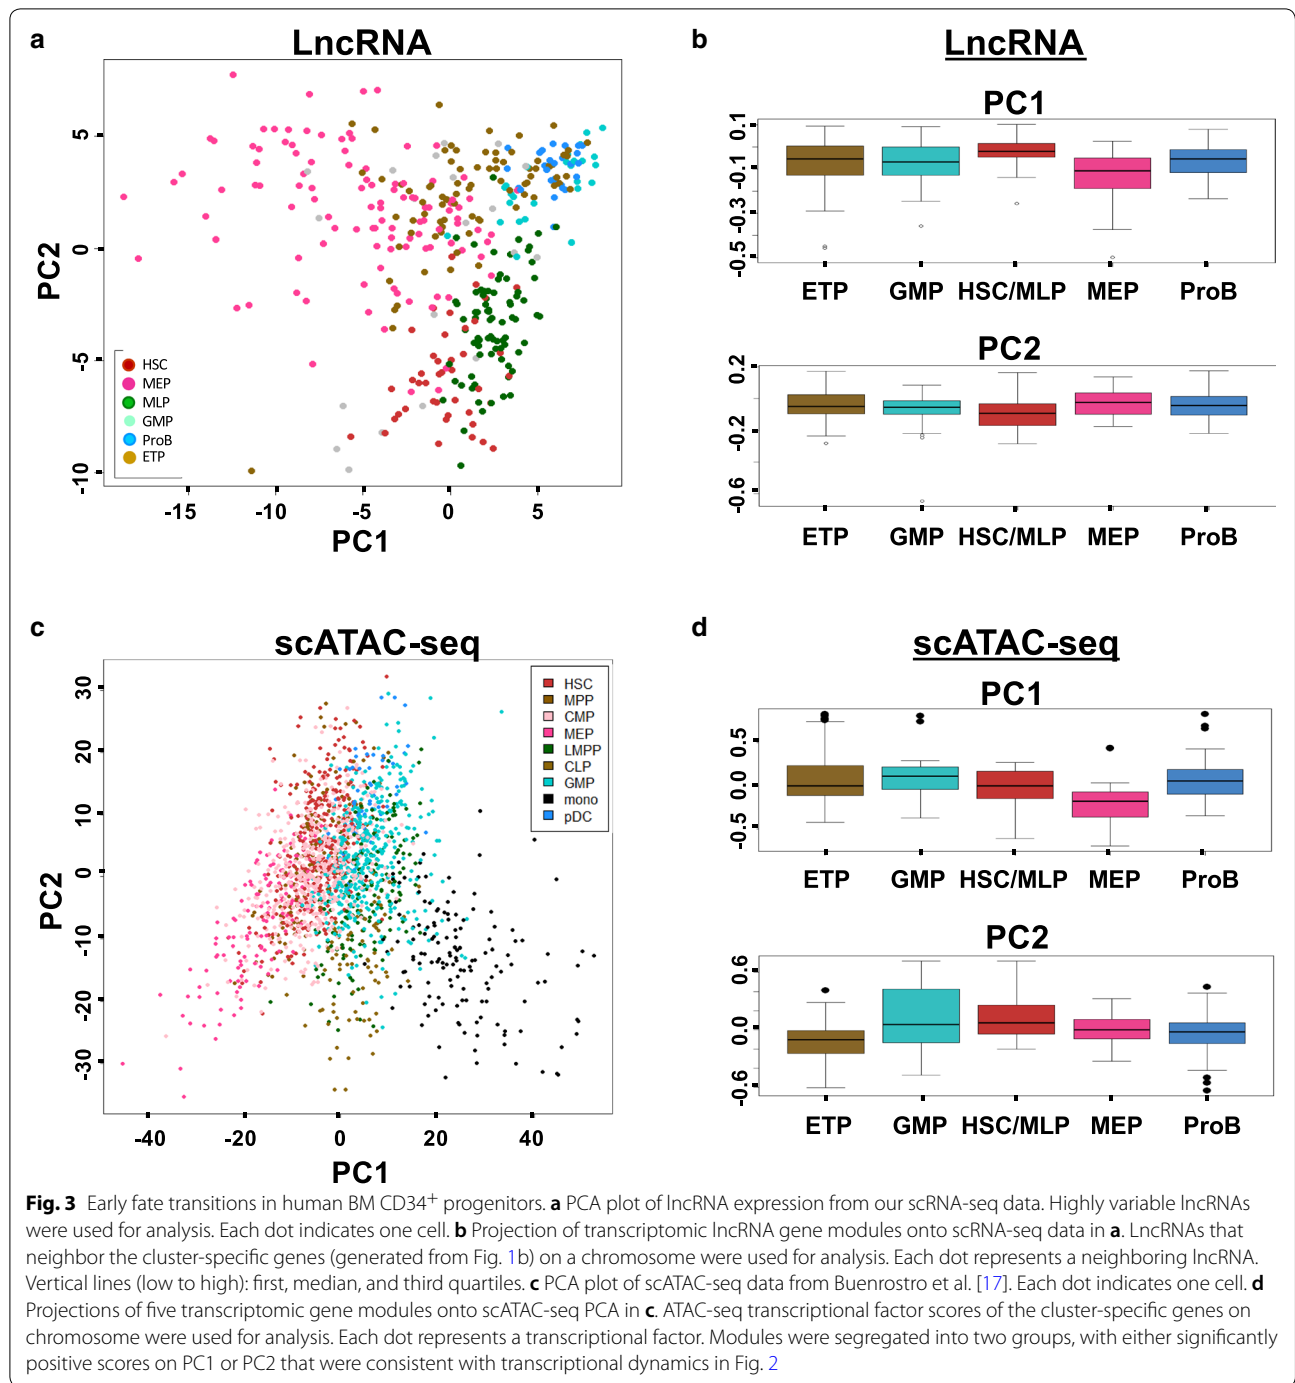 a
LncRNA
PC2
5
0
-5
-10
HSC
MEP
MLP
GMP
ProB
ETP
-15 -10 -5 0 5
PC1
b
LncRNA
PC1
0.1
-0.1
-0.3
-0.5
ETP GMP HSC/MLP MEP ProB
PC2
0.2
-0.2
-0.6
ETP GMP HSC/MLP MEP ProB
c
scATAC-seq
PC2
30
20
10
0
-10
-20
-30
HSC
MPP
CMP
MEP
LMPP
CLP
GMP
mono
pDC
-40 -20 0 20 40
PC1
d
scATAC-seq
PC1
0.5
0.0
-0.5
ETP GMP HSC/MLP MEP ProB
PC2
0.6
0.0
-0.6
ETP GMP HSC/MLP MEP ProB
Fig. 3 Early fate transitions in human BM CD34+ progenitors. a PCA plot of lncRNA expression from our scRNA-seq data. Highly variable lncRNAs
were used for analysis. Each dot indicates one cell. b Projection of transcriptomic lncRNA gene modules onto scRNA-seq data in a. LncRNAs that
neighbor the cluster-specific genes (generated from Fig. 1b) on a chromosome were used for analysis. Each dot represents a neighboring lncRNA.
Vertical lines (low to high): first, median, and third quartiles. c PCA plot of scATAC-seq data from Buenrostro et al. [17]. Each dot indicates one cell. d
Projections of five transcriptomic gene modules onto scATAC-seq PCA in c. ATAC-seq transcriptional factor scores of the cluster-specific genes on
chromosome were used for analysis. Each dot represents a transcriptional factor. Modules were segregated into two groups, with either significantly
positive scores on PC1 or PC2 that were consistent with transcriptional dynamics in Fig. 2